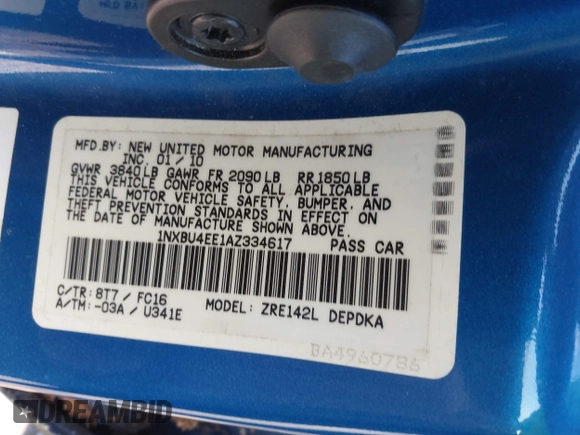 MFD.BY: NEW UNITED MOTOR MANUFACTURING
INC. 01/10
GVWR 3840LB GAWR FR 2090LB RR1850LB
THIS VEHICLE CONFORMS TO ALL APPLICABLE
FEDERAL MOTOR VEHICLE SAFETY, BUMPER, AND
THEFT PREVENTION STANDARDS IN EFFECT ON
THE DATE OF MANUFACTURE SHOWN ABOVE.
1NXBU4EE1AZ334617 PASS CAR
C/TR: 8T7 / FC16
A/TM: -03A / U341E
MODEL: ZRE142L DEPDKA
BA4960786
DREAMBID